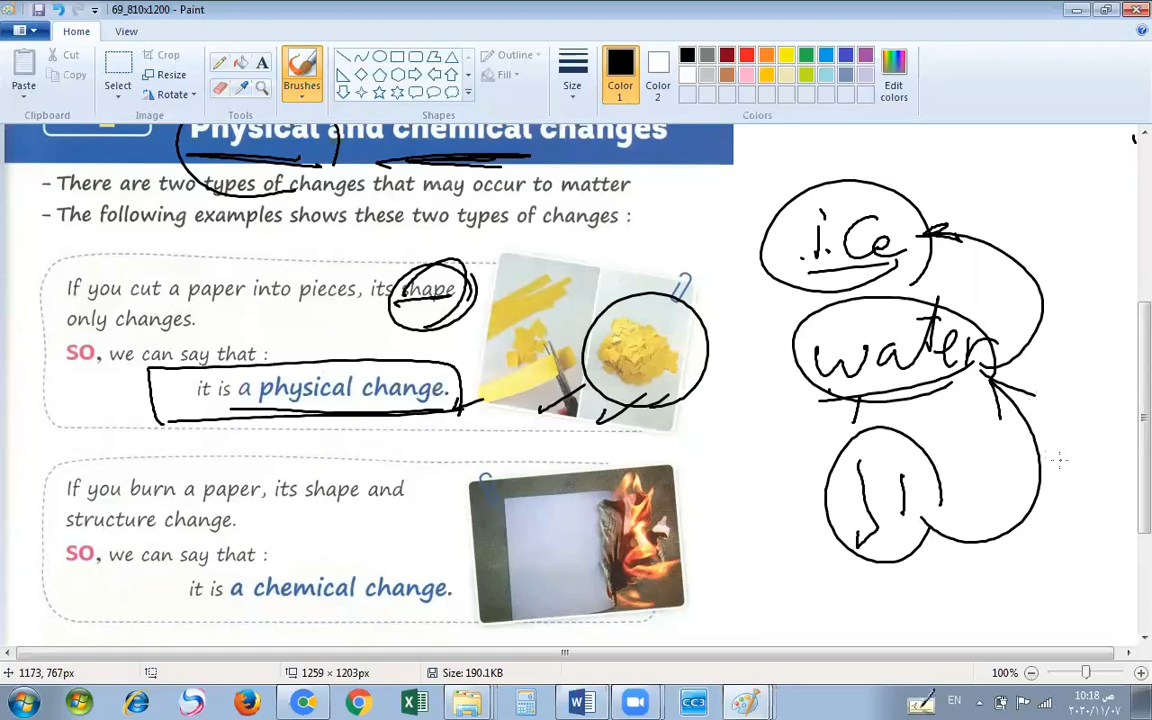 69_810x1200 - Paint
Home View
Paste
Cut
Copy
Clipboard
Select
Crop
Resize
Rotate
Image
A
Tools
Brushes
Outline
Fill
Shapes
Size
Color 1
Color 2
Edit colors
Colors
Physical and chemical changes
- There are two types of changes that may occur to matter
- The following examples shows these two types of changes :
If you cut a paper into pieces, its shape
only changes.
SO, we can say that :
it is a physical change.
If you burn a paper, its shape and
structure change.
SO, we can say that :
it is a chemical change.
ice
water
1173, 767px
1259 × 1203px
Size: 190.1KB
100%
EN
10:18 ص
٢٠٢٠/١١/٠٧